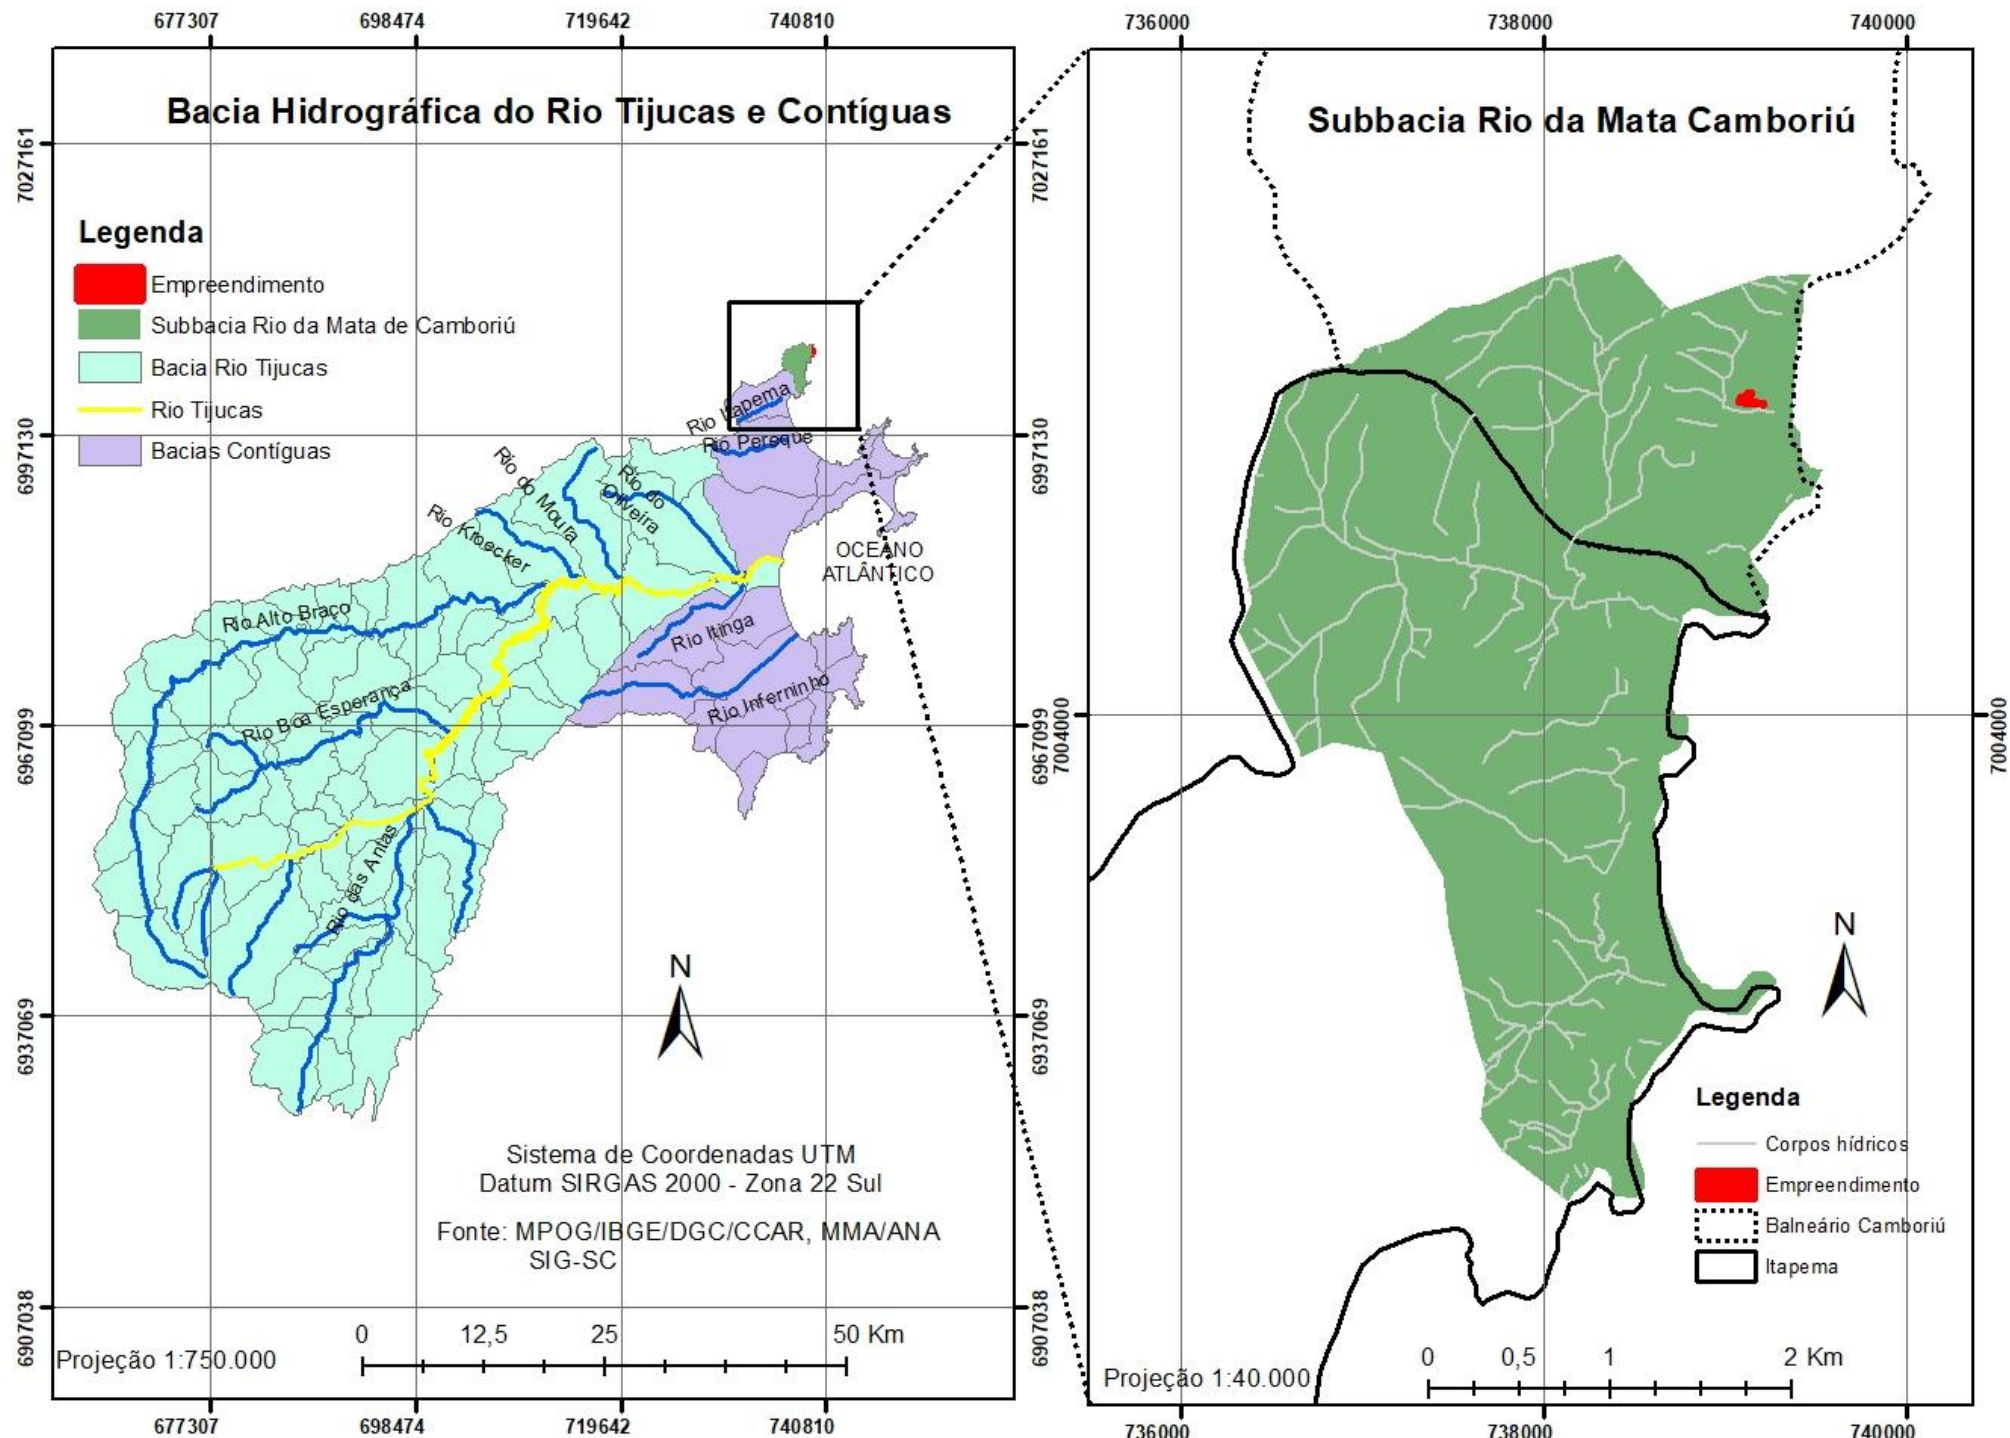 677307
698474
719642
740810
Bacia Hidrográfica do Rio Tijucas e Contíguas
7027161
7027161
Legenda
Empreendimento
Subbacia Rio da Mata de Camboriú
Bacia Rio Tijucas
Rio Tijucas
Bacias Contíguas
6997130
6997130
Rio Itapema
Rio Pereque
Rio do Moura
Rio do Oliveira
Rio Kroecker
OCEANO
ATLÂNTICO
Rio Alto Braço
Rio Itinga
Rio Boa Esperança
Rio Inferninho
6967099
6967099
Rio das Antas
N
6937069
6937069
Sistema de Coordenadas UTM
Datum SIRGAS 2000 - Zona 22 Sul
Fonte: MPOG/IBGE/DGC/CCAR, MMA/ANA
SIG-SC
6907038
6907038
0 12,5 25 50 Km
Projeção 1:750.000
677307
698474
719642
740810
736000
738000
740000
Subbacia Rio da Mata Camboriú
7004000
7004000
N
Legenda
Corpos hídricos
Empreendimento
Balneário Camboriú
Itapema
0 0,5 1 2 Km
Projeção 1:40.000
736000
738000
740000